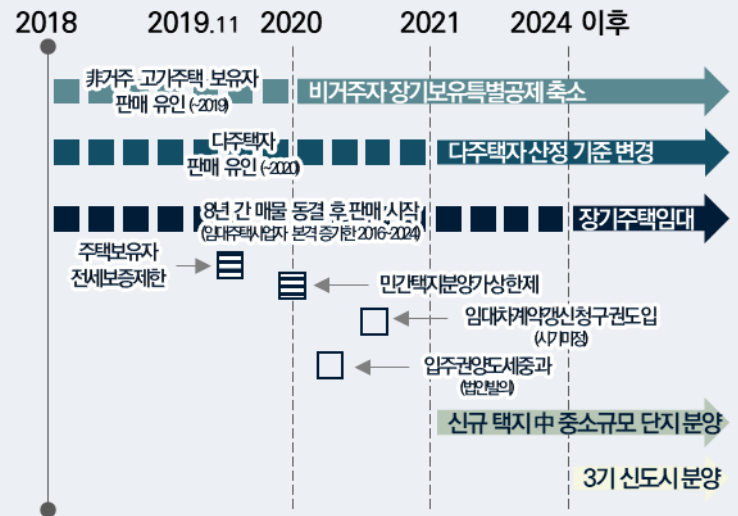 2018 2019.11 2020 2021 2024 이후
非거주 고가주택 보유자
판매 유인 (~2019)
비거주자 장기보유특별공제 축소
다주택자
판매 유인 (~2020)
다주택자 산정 기준 변경
8년 간 매물 동결 후 판매 시작
(임대주택사업자 본격 증가한 2016~2024)
장기주택임대
주택보유자
전세보증제한
민간택지분양가상한제
임대차계약갱신청구권도입
(시기미정)
입주권양도세중과
(법인발의)
신규 택지 中 중소규모 단지 분양
3기 신도시 분양